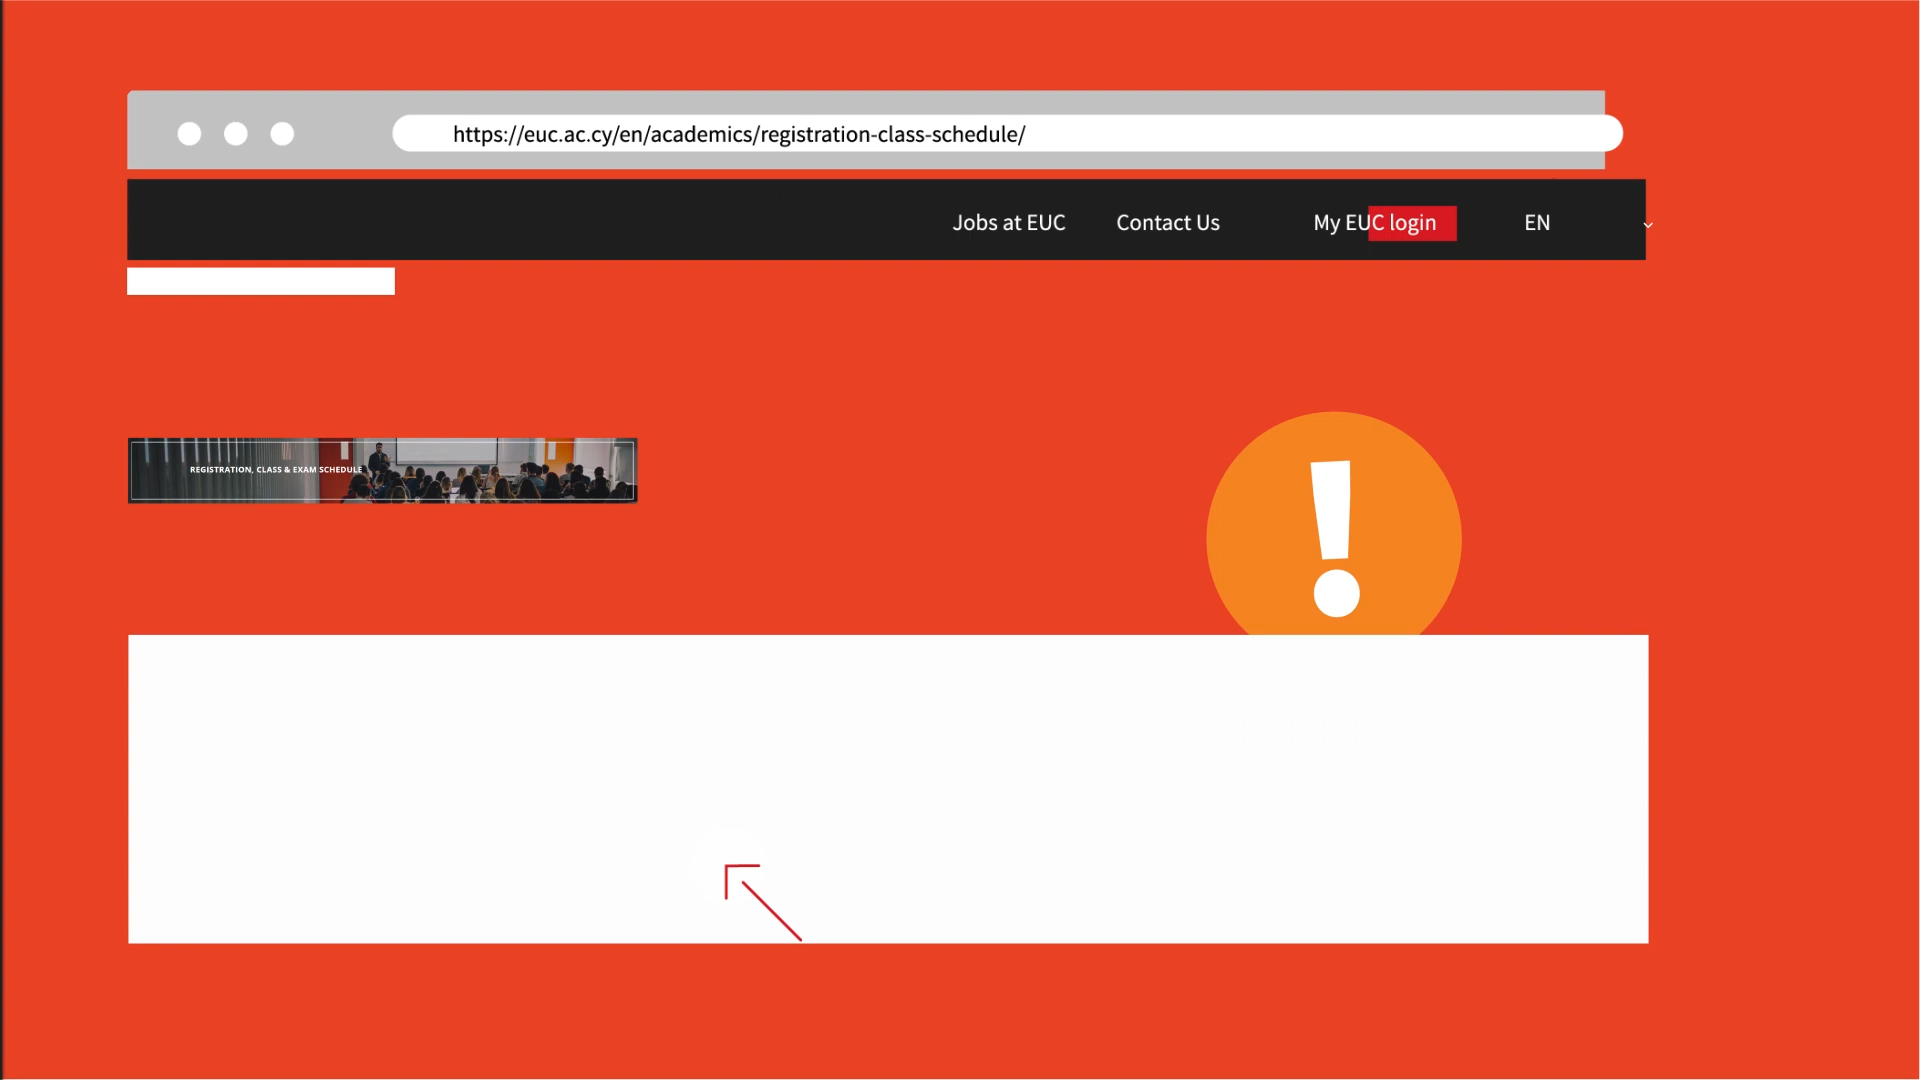 https://euc.ac.cy/en/academics/registration-class-schedule/
Jobs at EUC Contact Us My EUC login EN
REGISTRATION, CLASS & EXAM SCHEDULE
!